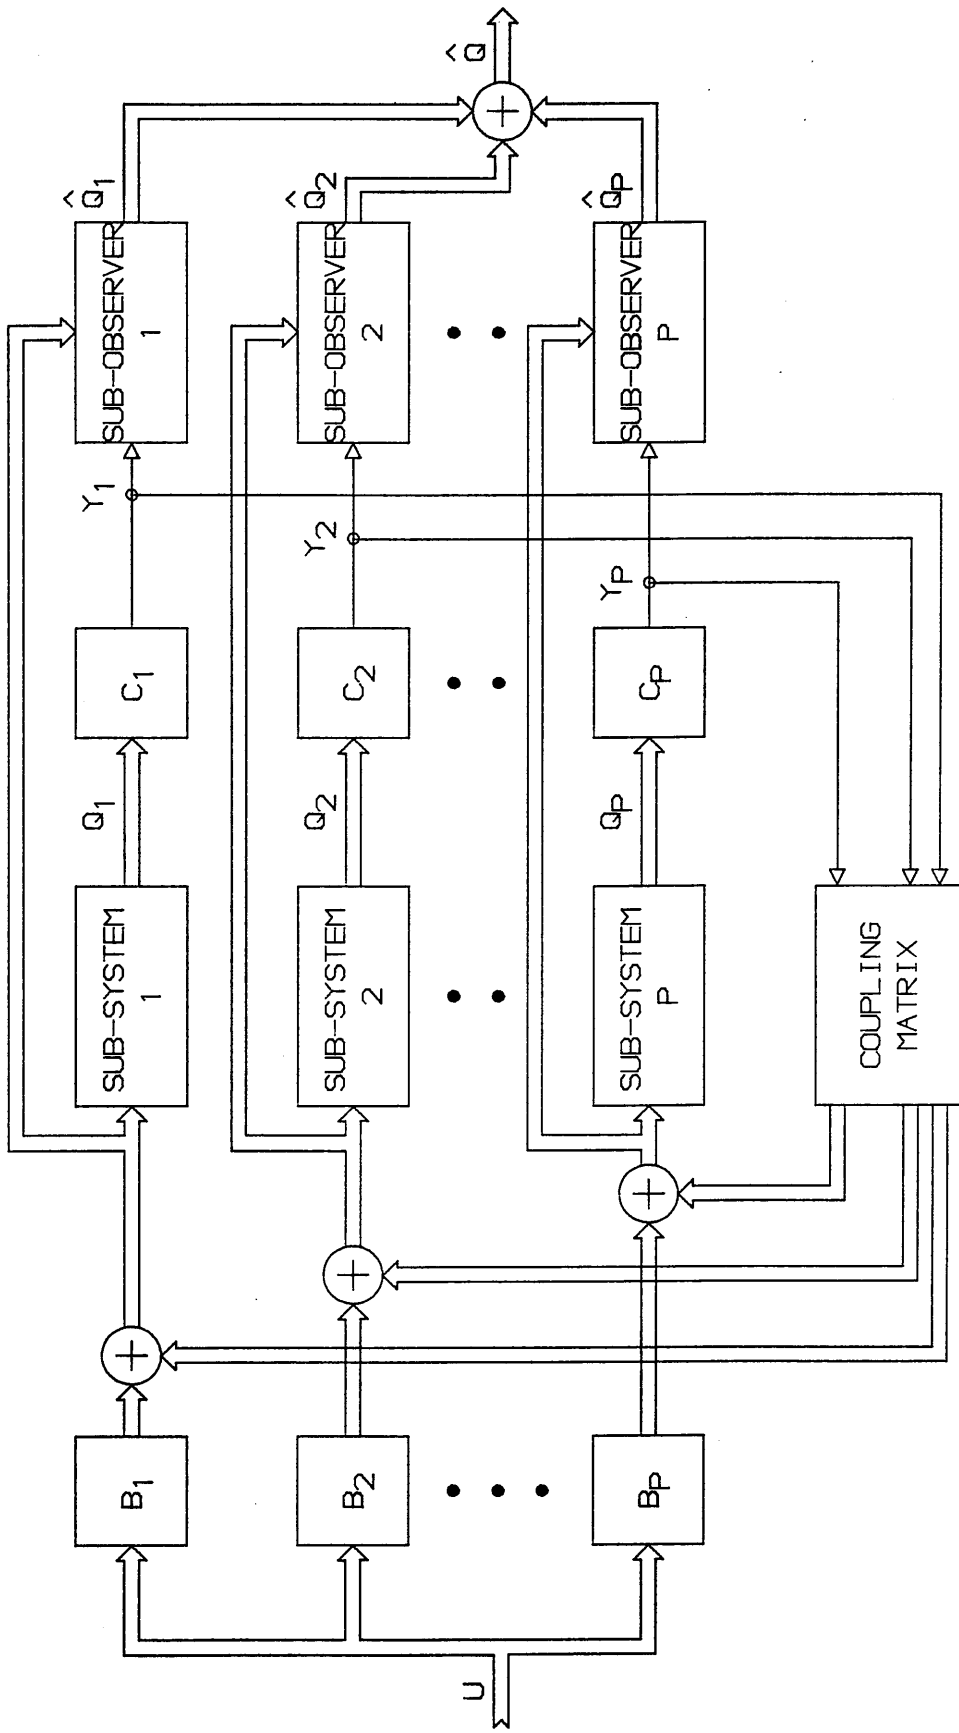 U
B1
B2
BP
+
+
+
SUB-SYSTEM
1
SUB-SYSTEM
2
SUB-SYSTEM
P
Q1
Q2
QP
C1
C2
CP
Y1
Y2
YP
SUB-OBSERVER
1
SUB-OBSERVER
2
SUB-OBSERVER
P
Q̂1
Q̂2
Q̂P
+
Q̂
COUPLING
MATRIX